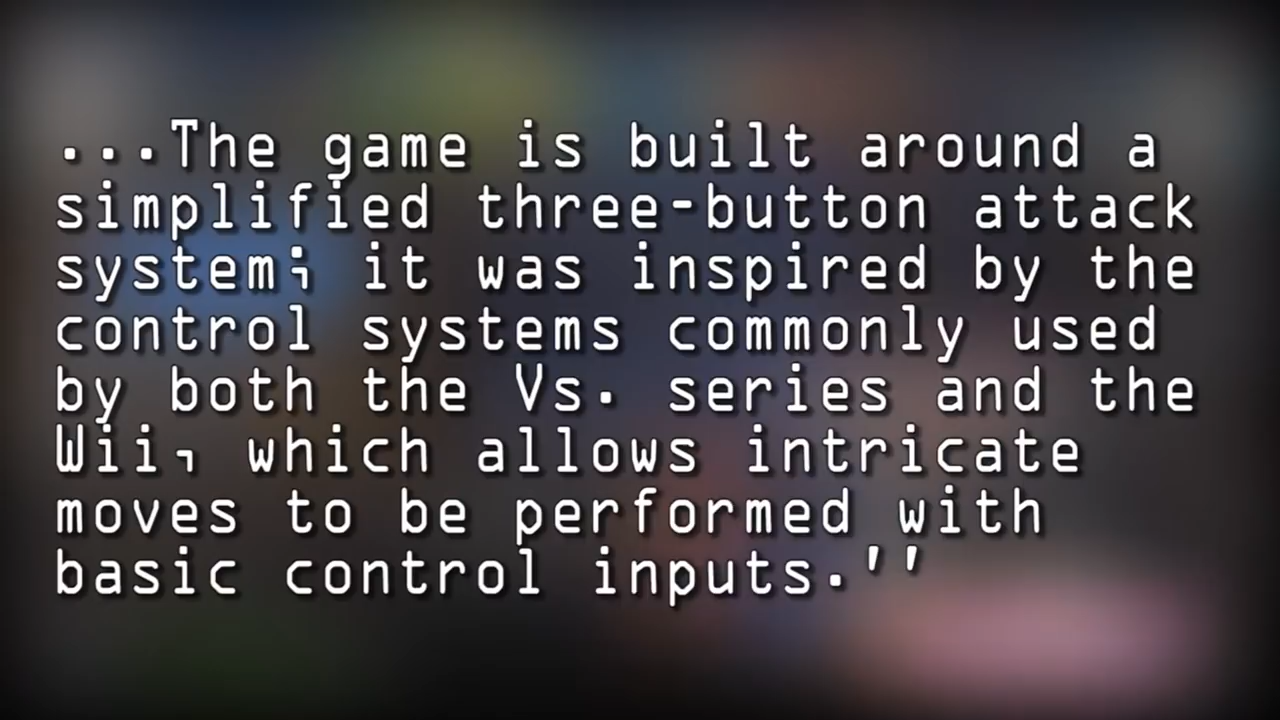 ...The game is built around a
simplified three-button attack
system; it was inspired by the
control systems commonly used
by both the Vs. series and the
Wii, which allows intricate
moves to be performed with
basic control inputs.''